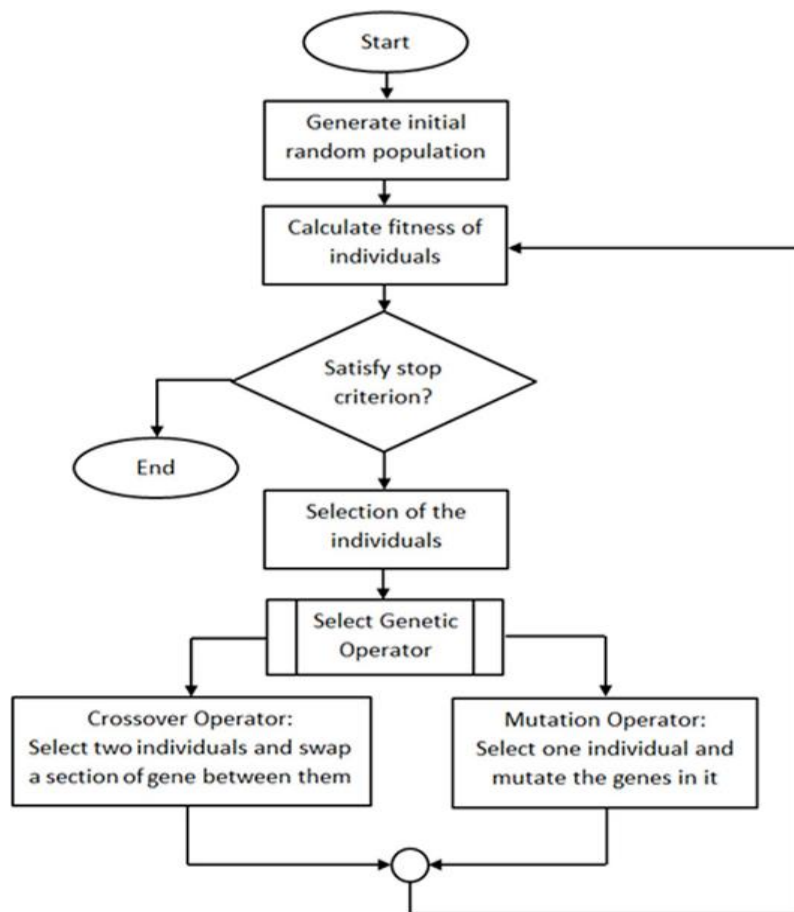 Start
Generate initial
random population
Calculate fitness of
individuals
Satisfy stop
criterion?
End
Selection of the
individuals
Select Genetic
Operator
Crossover Operator:
Select two individuals and swap
a section of gene between them
Mutation Operator:
Select one individual and
mutate the genes in it